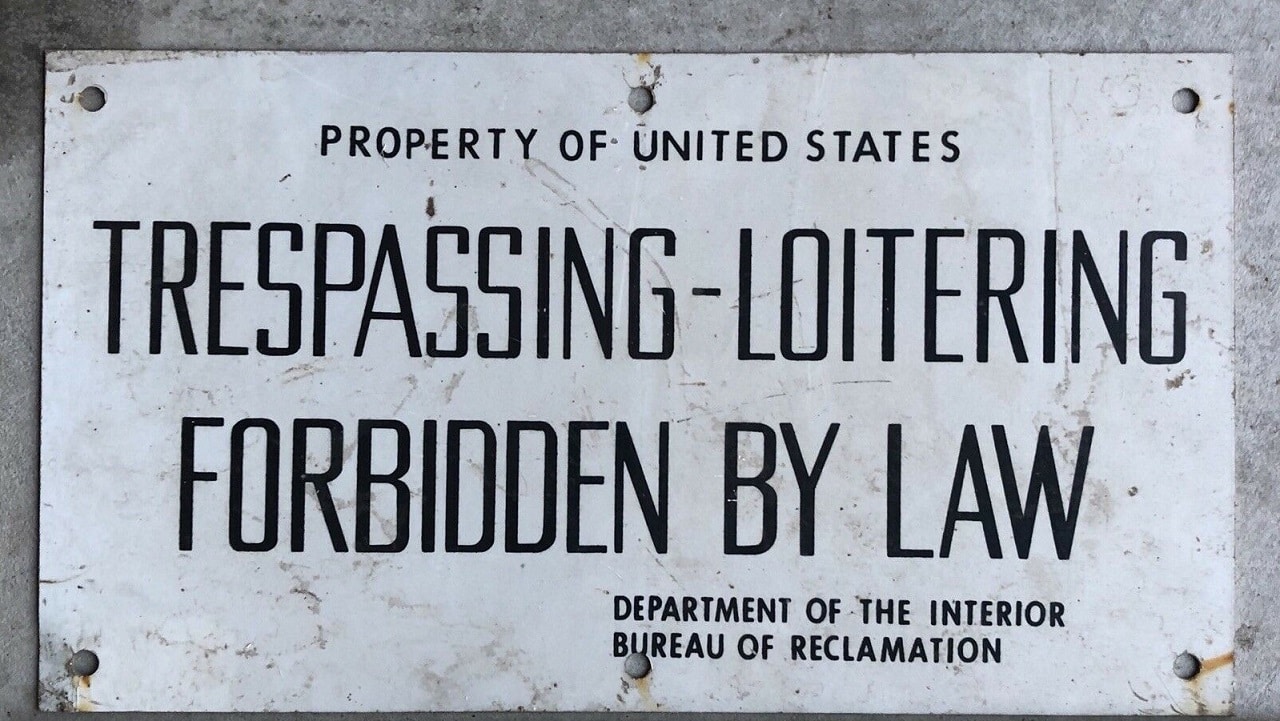 PROPERTY OF UNITED STATES
TRESPASSING-LOITERING
FORBIDDEN BY LAW
DEPARTMENT OF THE INTERIOR
BUREAU OF RECLAMATION